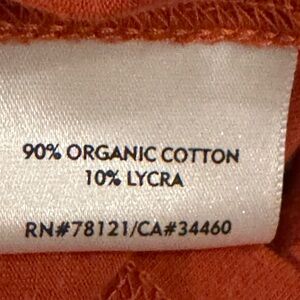 90% ORGANIC COTTON
10% LYCRA
RN#78121/CA#34460